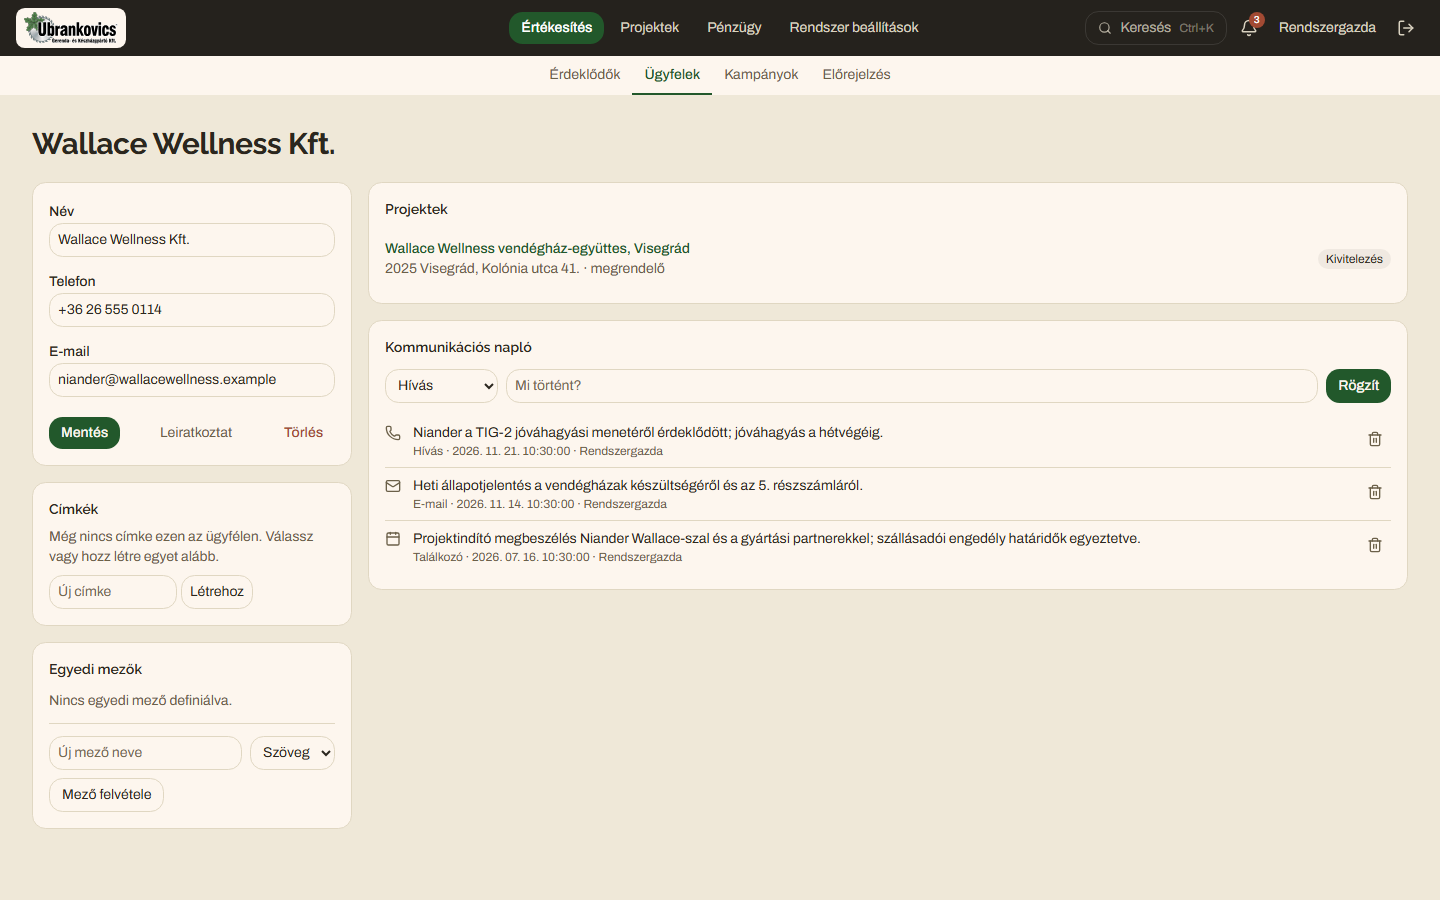 Ubrankovics
Gerenda- és Készházgyártó Kft.
Értékesítés
Projektek
Pénzügy
Rendszer beállítások
Keresés Ctrl+K
3
Rendszergazda
Érdeklődők
Ügyfelek
Kampányok
Előrejelzés
Wallace Wellness Kft.
Név
Wallace Wellness Kft.
Telefon
+36 26 555 0114
E-mail
niander@wallacewellness.example
Mentés
Leiratkoztat
Törlés
Címkék
Még nincs címke ezen az ügyfélen. Válassz
vagy hozz létre egyet alább.
Új címke
Létrehoz
Egyedi mezők
Nincs egyedi mező definiálva.
Új mező neve
Szöveg
Mező felvétele
Projektek
Wallace Wellness vendégház-együttes, Visegrád
2025 Visegrád, Kolónia utca 41. · megrendelő
Kivitelezés
Kommunikációs napló
Hívás
Mi történt?
Rögzít
Niander a TIG-2 jóváhagyási menetéről érdeklődött; jóváhagyás a hétvégéig.
Hívás · 2026. 11. 21. 10:30:00 · Rendszergazda
Heti állapotjelentés a vendégházak készültségéről és az 5. részszámláról.
E-mail · 2026. 11. 14. 10:30:00 · Rendszergazda
Projektindító megbeszélés Niander Wallace-szal és a gyártási partnerekkel; szállásadói engedély határidők egyeztetve.
Találkozó · 2026. 07. 16. 10:30:00 · Rendszergazda